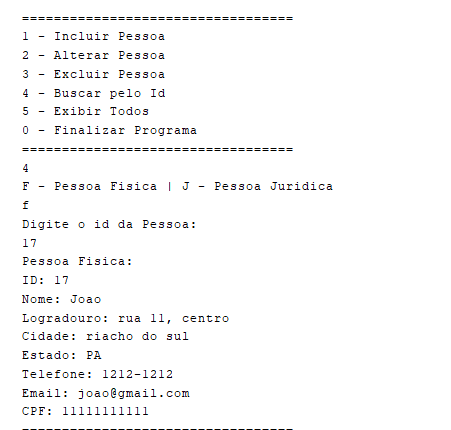 ==================================
1 - Incluir Pessoa
2 - Alterar Pessoa
3 - Excluir Pessoa
4 - Buscar pelo Id
5 - Exibir Todos
0 - Finalizar Programa
==================================
4
F - Pessoa Fisica | J - Pessoa Juridica
f
Digite o id da Pessoa:
17
Pessoa Fisica:
ID: 17
Nome: Joao
Logradouro: rua 11, centro
Cidade: riacho do sul
Estado: PA
Telefone: 1212-1212
Email: joao@gmail.com
CPF: 11111111111
----------------------------------